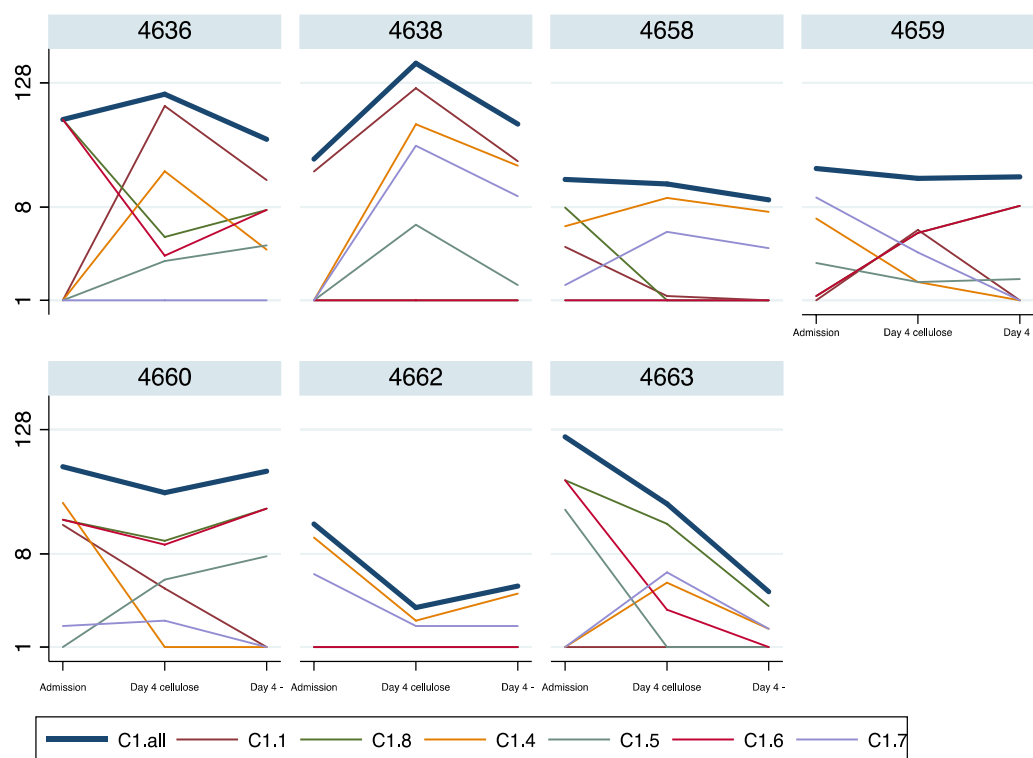 4636 4638 4658 4659
128
8
1
Admission Day 4 cellulose Day 4
4660 4662 4663
128
8
1
Admission Day 4 cellulose Day 4 - Admission Day 4 cellulose Day 4 - Admission Day 4 cellulose Day 4 -
C1.all C1.1 C1.8 C1.4 C1.5 C1.6 C1.7